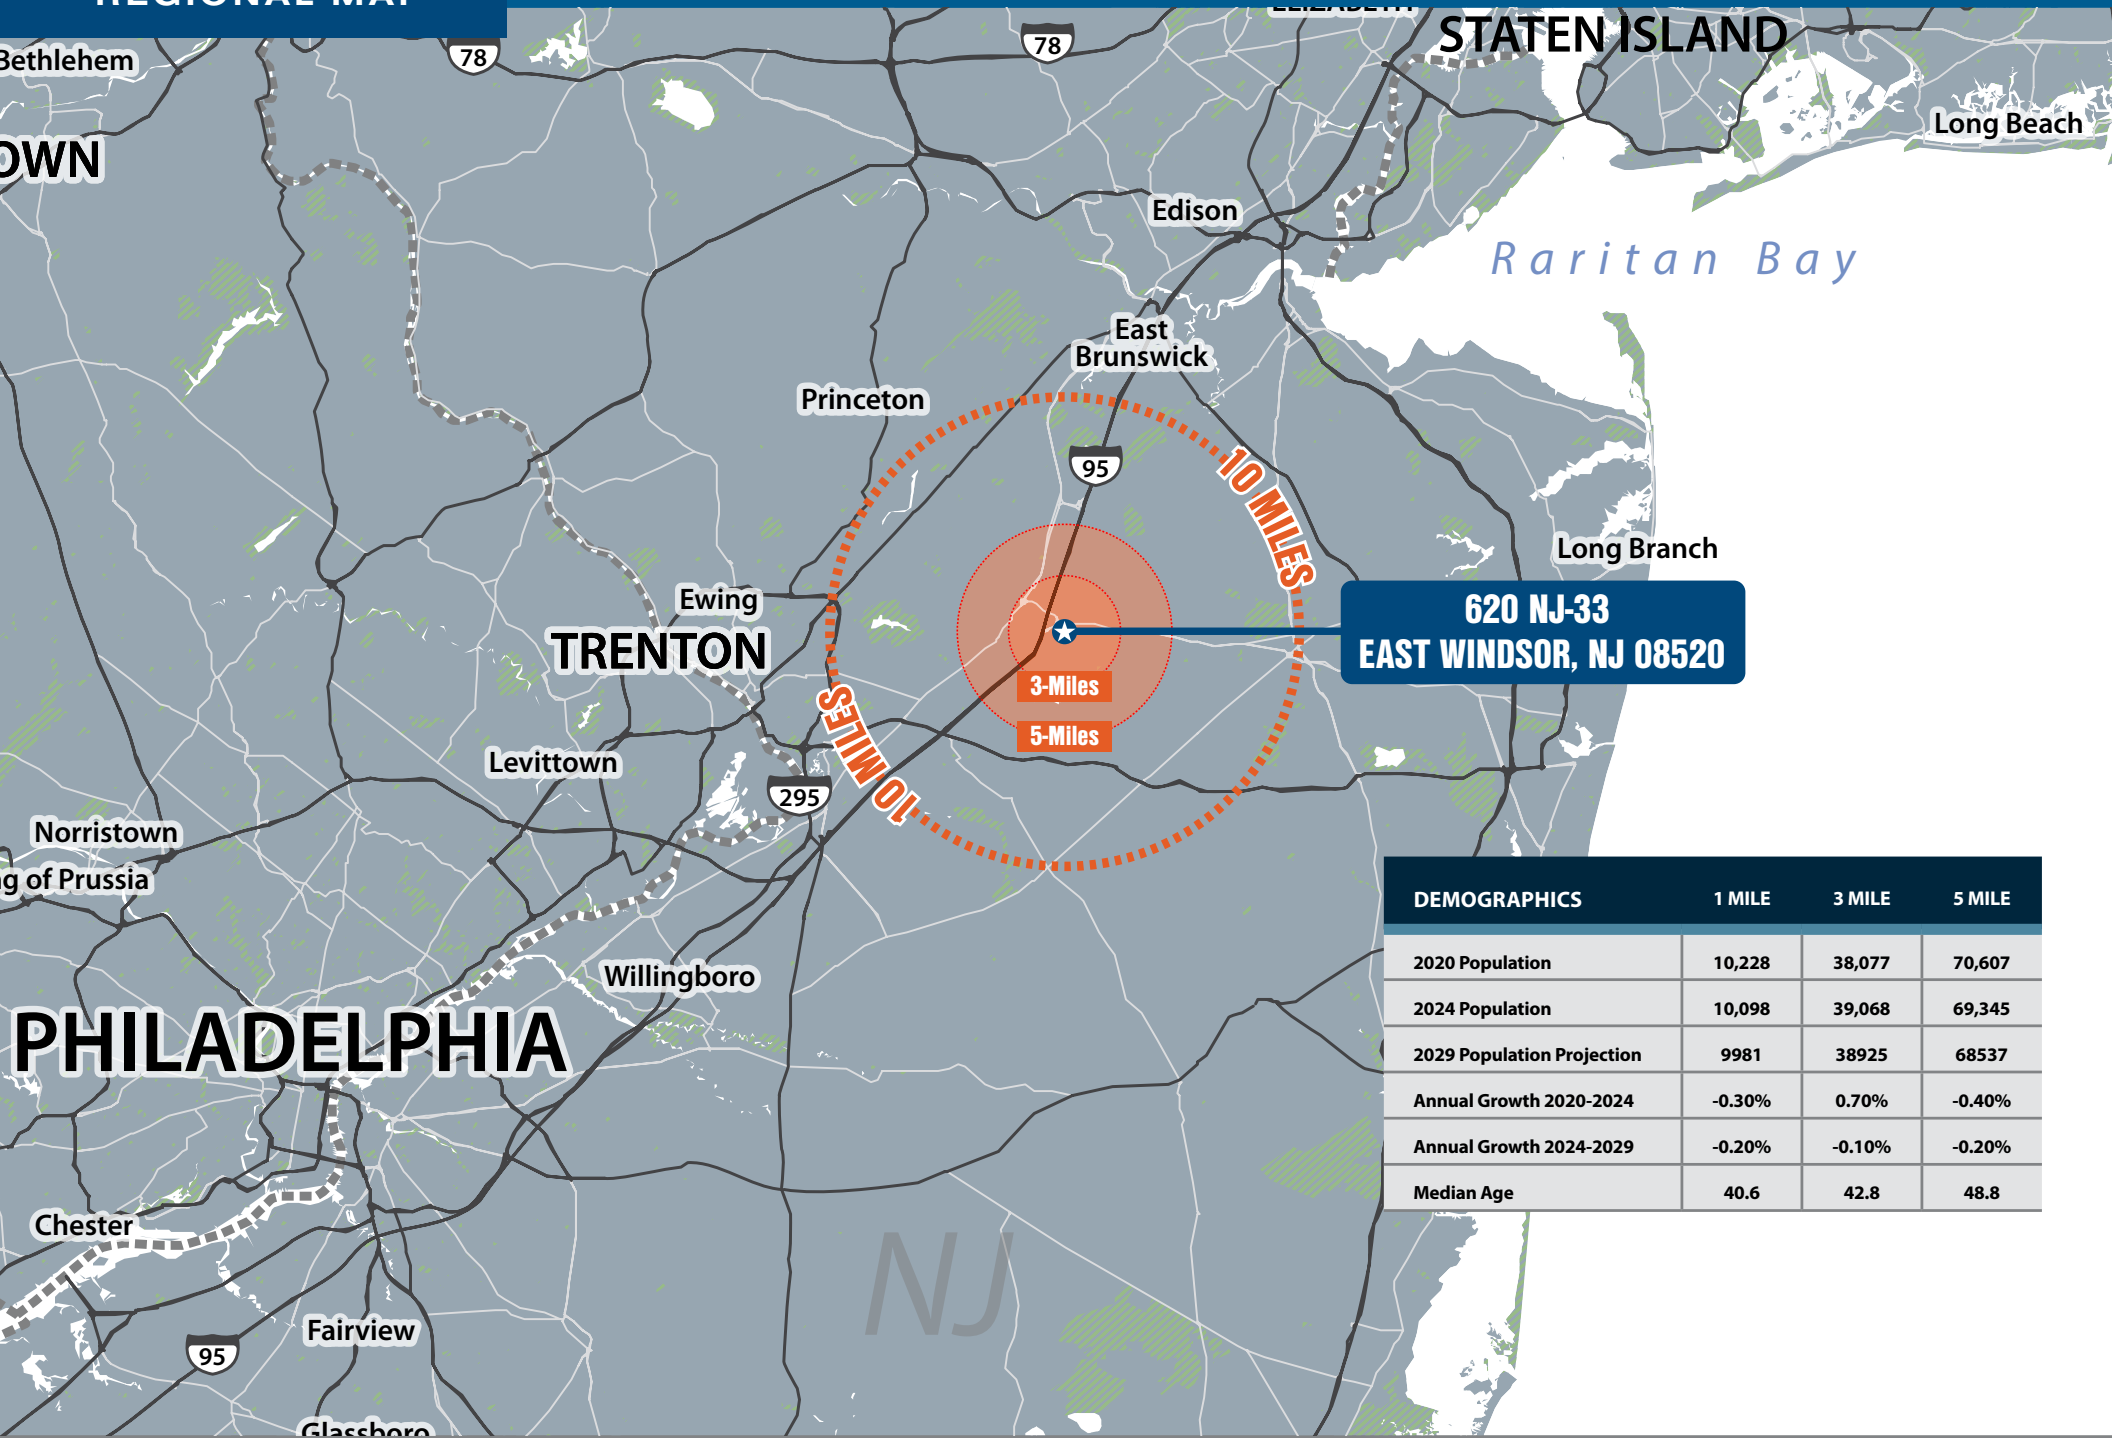 REGIONAL MAP
ELIZABETH
STATEN ISLAND
78
78
Bethlehem
Long Beach
OWN
Edison
Raritan Bay
East
Brunswick
Princeton
95
10 MILES
Long Branch
Ewing
620 NJ-33
EAST WINDSOR, NJ 08520
TRENTON
3-Miles
5-Miles
10 MILES
Levittown
295
Norristown
g of Prussia
DEMOGRAPHICS 1 MILE 3 MILE 5 MILE
2020 Population 10,228 38,077 70,607
2024 Population 10,098 39,068 69,345
2029 Population Projection 9981 38925 68537
Annual Growth 2020-2024 -0.30% 0.70% -0.40%
Annual Growth 2024-2029 -0.20% -0.10% -0.20%
Median Age 40.6 42.8 48.8
Willingboro
PHILADELPHIA
Chester
NJ
Fairview
95
Glassboro